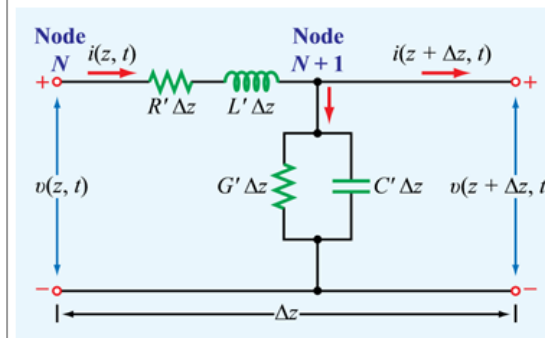 Node
N
i(z, t)
Node
N + 1
i(z + Δz, t)
+
+
R′ Δz
L′ Δz
υ(z, t)
G′ Δz
C′ Δz
υ(z + Δz, t
−
−
Δz